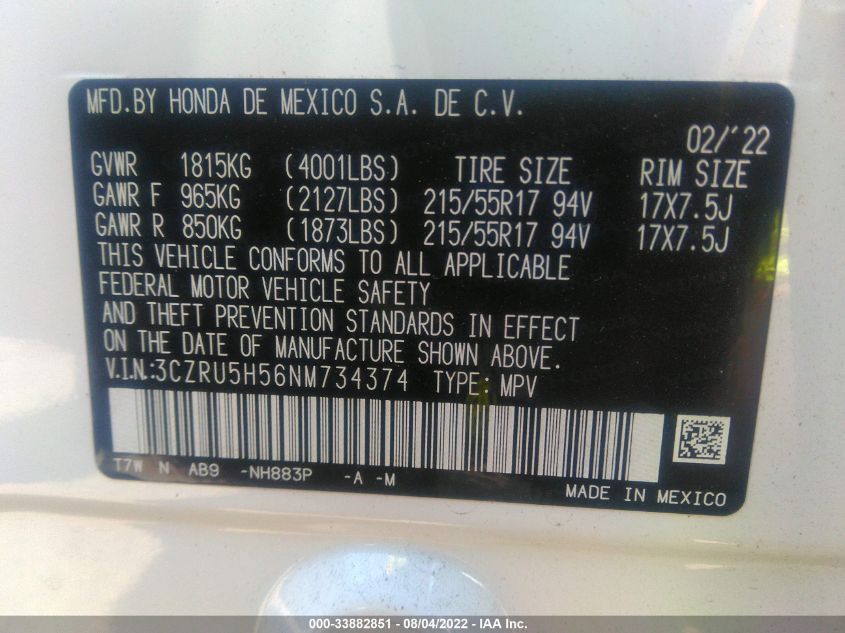 MFD.BY HONDA DE MEXICO S.A. DE C.V.
02/'22
GVWR 1815KG (4001LBS) TIRE SIZE RIM SIZE
GAWR F 965KG (2127LBS) 215/55R17 94V 17X7.5J
GAWR R 850KG (1873LBS) 215/55R17 94V 17X7.5J
THIS VEHICLE CONFORMS TO ALL APPLICABLE
FEDERAL MOTOR VEHICLE SAFETY
AND THEFT PREVENTION STANDARDS IN EFFECT
ON THE DATE OF MANUFACTURE SHOWN ABOVE.
V.I.N.:3CZRU5H56NM734374 TYPE: MPV
T7W N AB9 -NH883P -A -M
MADE IN MEXICO
000-33882851 - 08/04/2022 - IAA Inc.